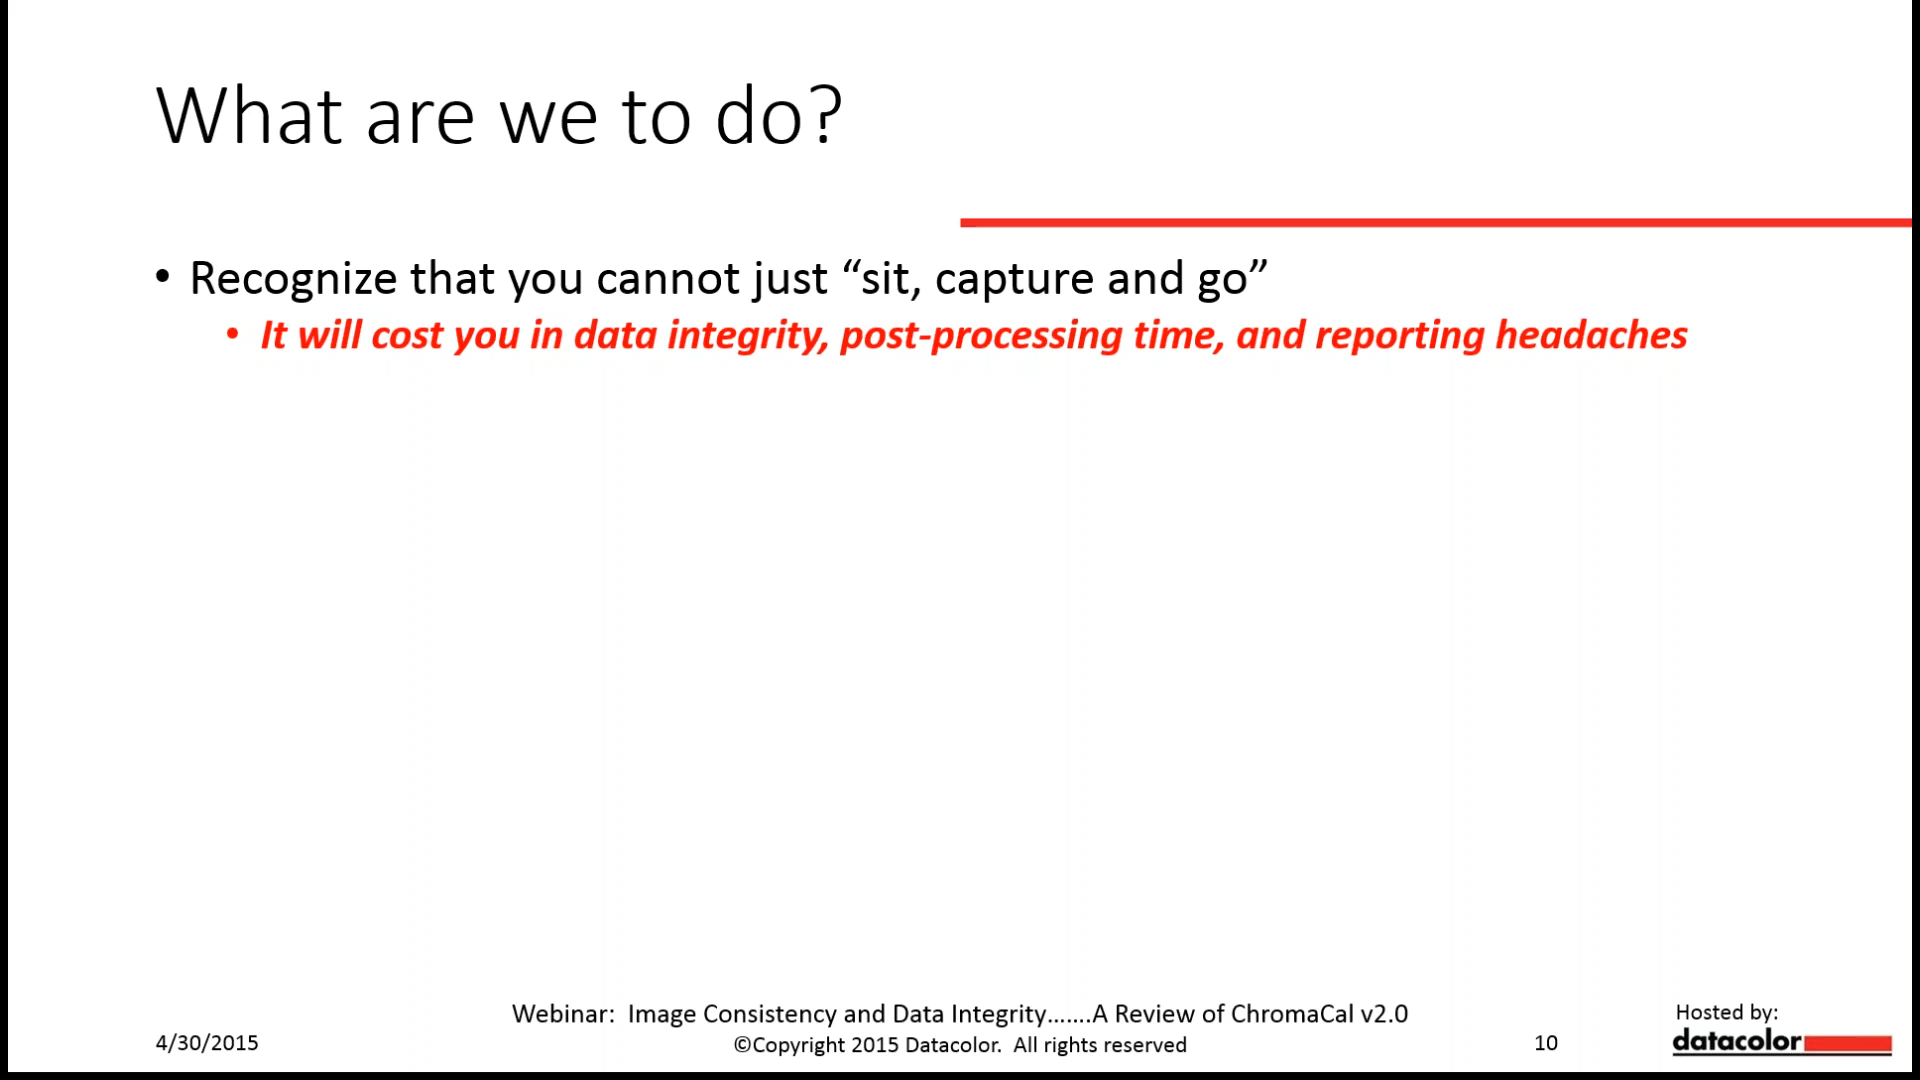 What are we to do?
• Recognize that you cannot just “sit, capture and go”
• It will cost you in data integrity, post-processing time, and reporting headaches
Webinar:  Image Consistency and Data Integrity…….A Review of ChromaCal v2.0
©Copyright 2015 Datacolor.  All rights reserved
4/30/2015
10
Hosted by:
datacolor